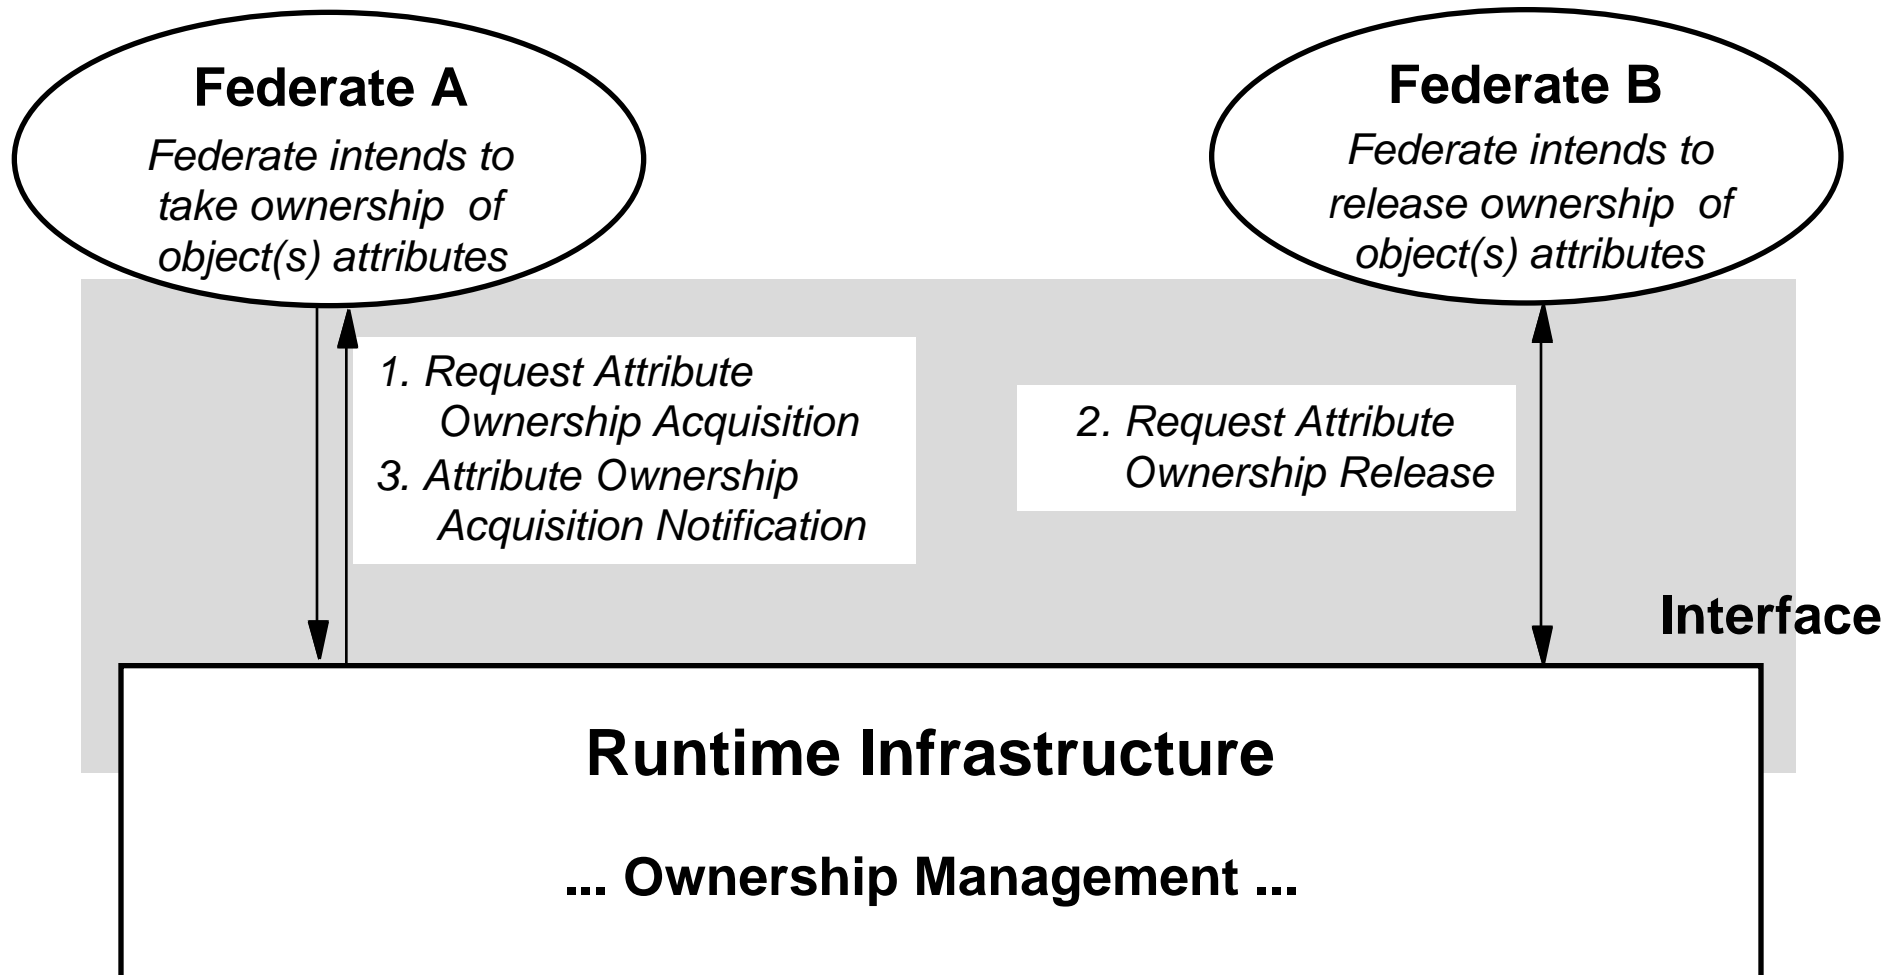 Federate A
Federate intends to
take ownership of
object(s) attributes
Federate B
Federate intends to
release ownership of
object(s) attributes
1. Request Attribute
Ownership Acquisition
3. Attribute Ownership
Acquisition Notification
2. Request Attribute
Ownership Release
Interface
Runtime Infrastructure
... Ownership Management ...